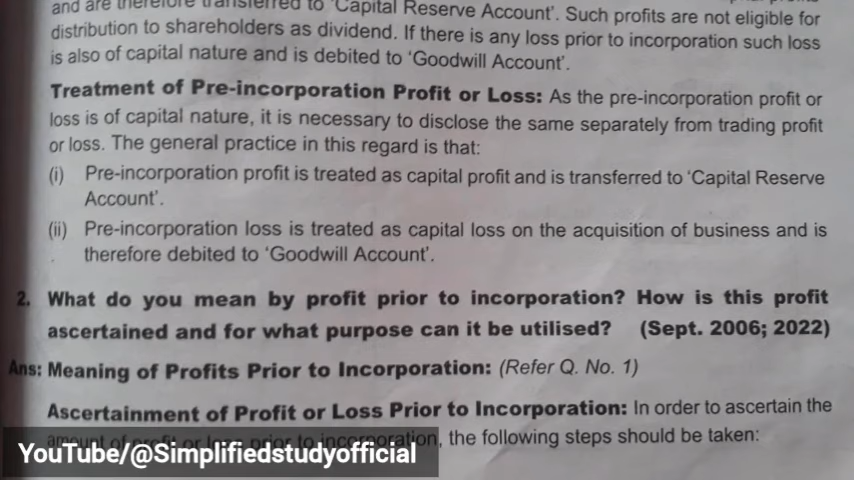 and are therefore transferred to 'Capital Reserve Account'. Such profits are not eligible for
distribution to shareholders as dividend. If there is any loss prior to incorporation such loss
is also of capital nature and is debited to 'Goodwill Account'.
Treatment of Pre-incorporation Profit or Loss: As the pre-incorporation profit or
loss is of capital nature, it is necessary to disclose the same separately from trading profit
or loss. The general practice in this regard is that:
(i) Pre-incorporation profit is treated as capital profit and is transferred to 'Capital Reserve
Account'.
(ii) Pre-incorporation loss is treated as capital loss on the acquisition of business and is
therefore debited to 'Goodwill Account'.
2. What do you mean by profit prior to incorporation? How is this profit
ascertained and for what purpose can it be utilised? (Sept. 2006; 2022)
Ans: Meaning of Profits Prior to Incorporation: (Refer Q. No. 1)
Ascertainment of Profit or Loss Prior to Incorporation: In order to ascertain the
amount of profit or loss prior to incorporation, the following steps should be taken:
YouTube/@Simplifiedstudyofficial